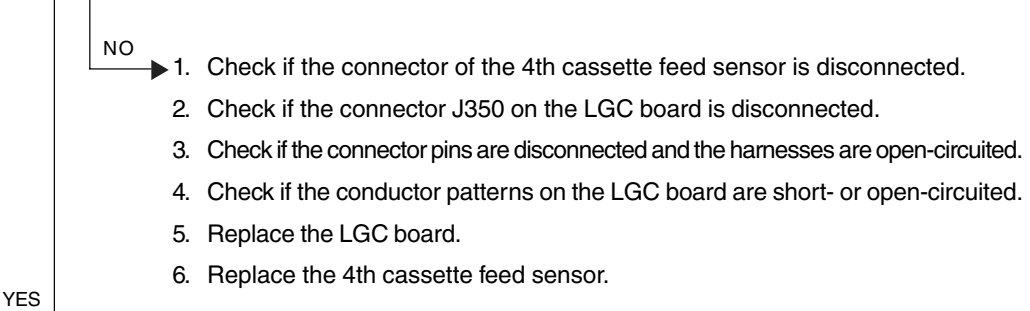 NO
1. Check if the connector of the 4th cassette feed sensor is disconnected.
2. Check if the connector J350 on the LGC board is disconnected.
3. Check if the connector pins are disconnected and the harnesses are open-circuited.
4. Check if the conductor patterns on the LGC board are short- or open-circuited.
5. Replace the LGC board.
6. Replace the 4th cassette feed sensor.
YES